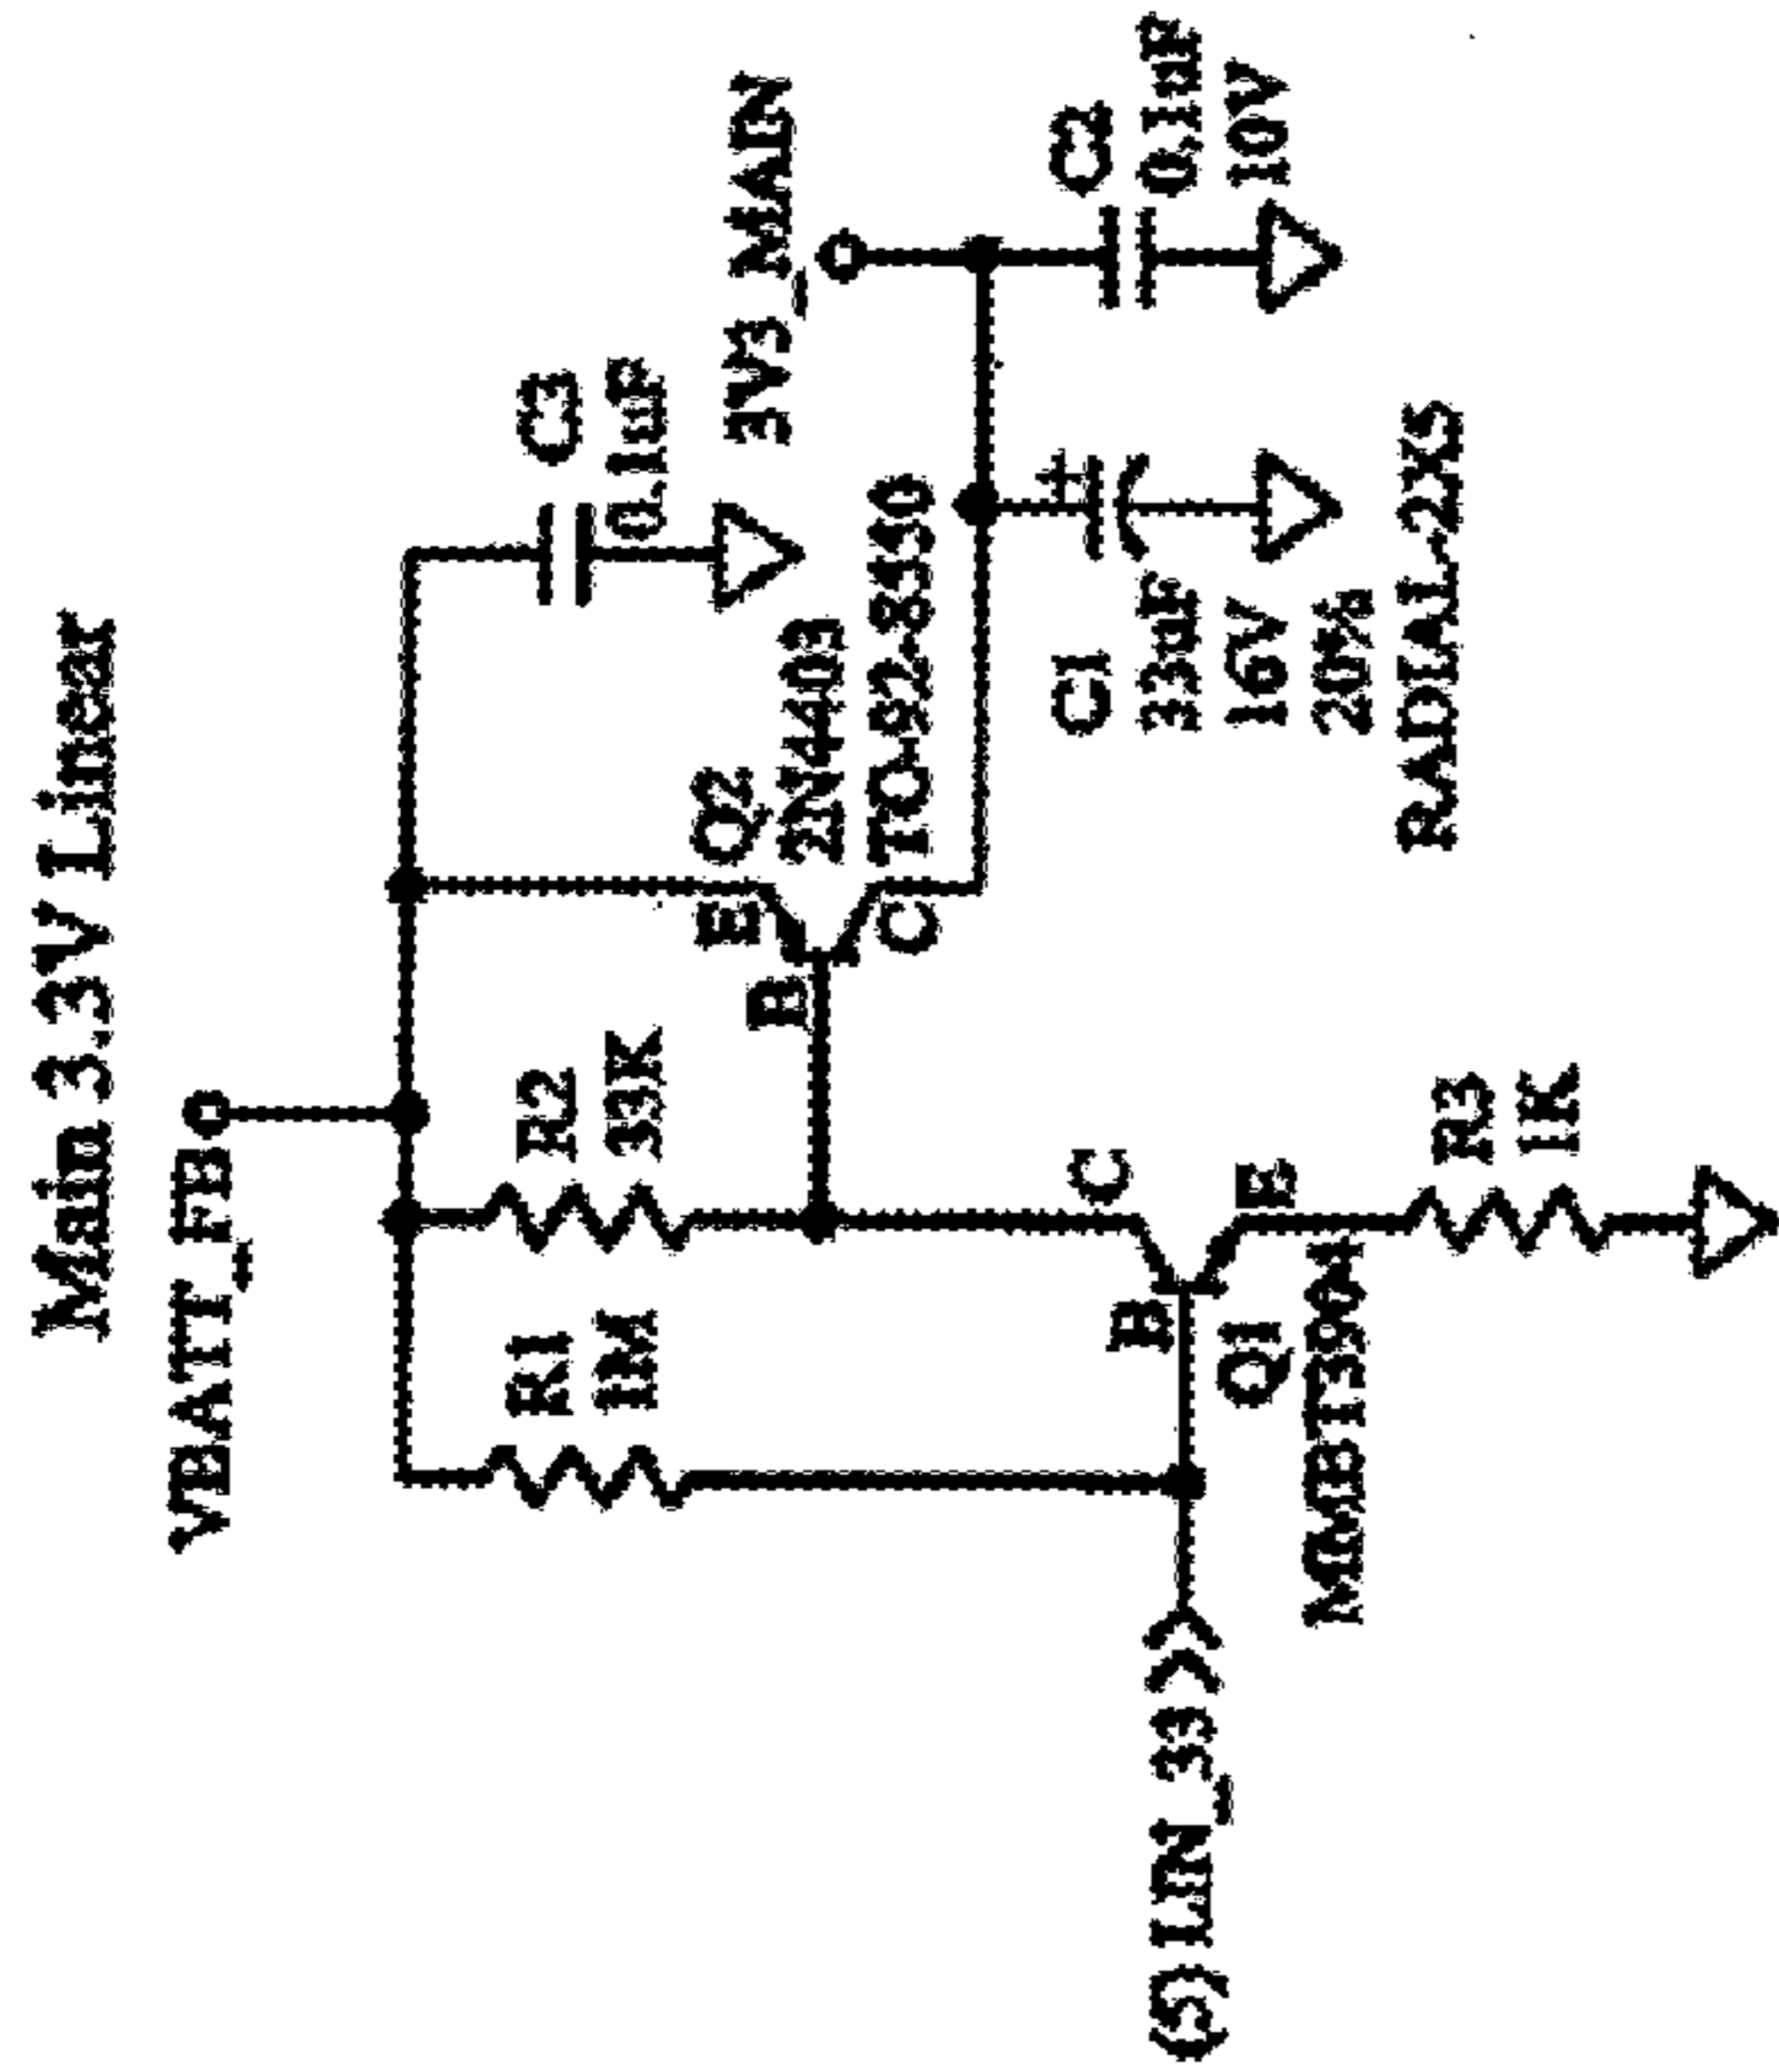 Main 3.3V Linear
VBATT_FB
R1
1M
R2
33K
C3
0.1uF
B
E
C
Q2
2N4403
TO-92-8340
3V3_MAIN
(5)LIN_33
B
C
E
Q1
MMBT3904
R3
1K
C1
33uF
16V
20%
RADIAL-2X5
+
C2
0.1uF
10V